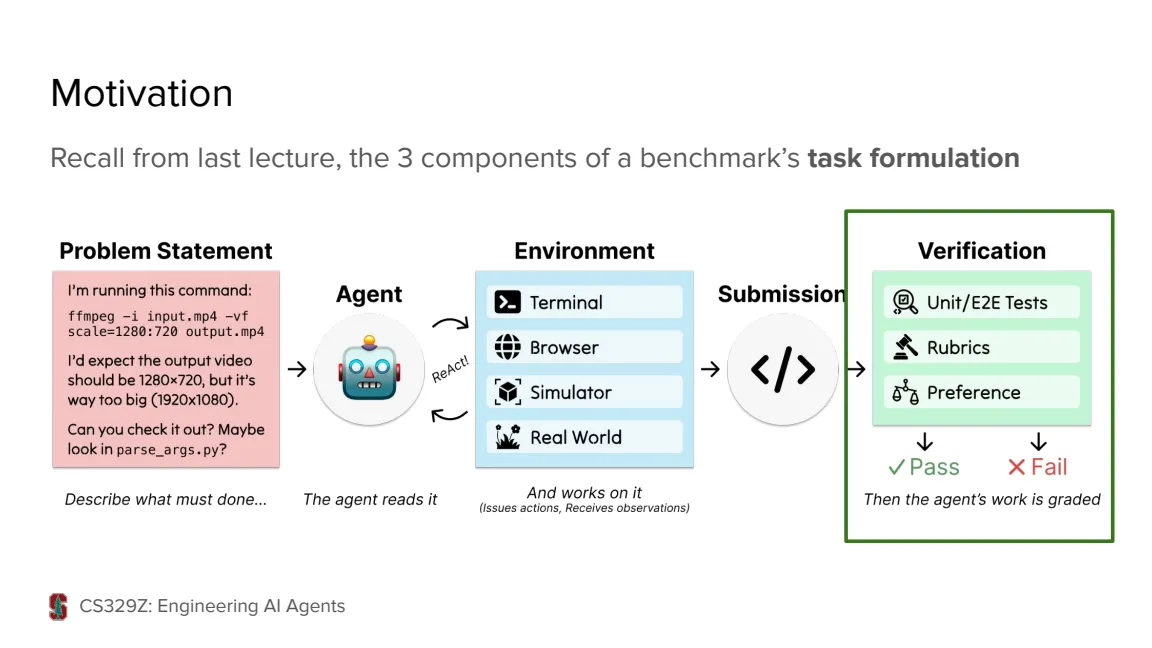 Motivation
Recall from last lecture, the 3 components of a benchmark’s task formulation
Problem Statement
I’m running this command:
ffmpeg -i input.mp4 -vf
scale=1280:720 output.mp4
I’d expect the output video
should be 1280×720, but it’s
way too big (1920x1080).
Can you check it out? Maybe
look in parse_args.py?
Describe what must done...
Agent
The agent reads it
ReAct!
Environment
Terminal
Browser
Simulator
Real World
And works on it
(Issues actions, Receives observations)
Submission
</>
Verification
Unit/E2E Tests
Rubrics
Preference
✓ Pass
✕ Fail
Then the agent’s work is graded
S
CS329Z: Engineering AI Agents